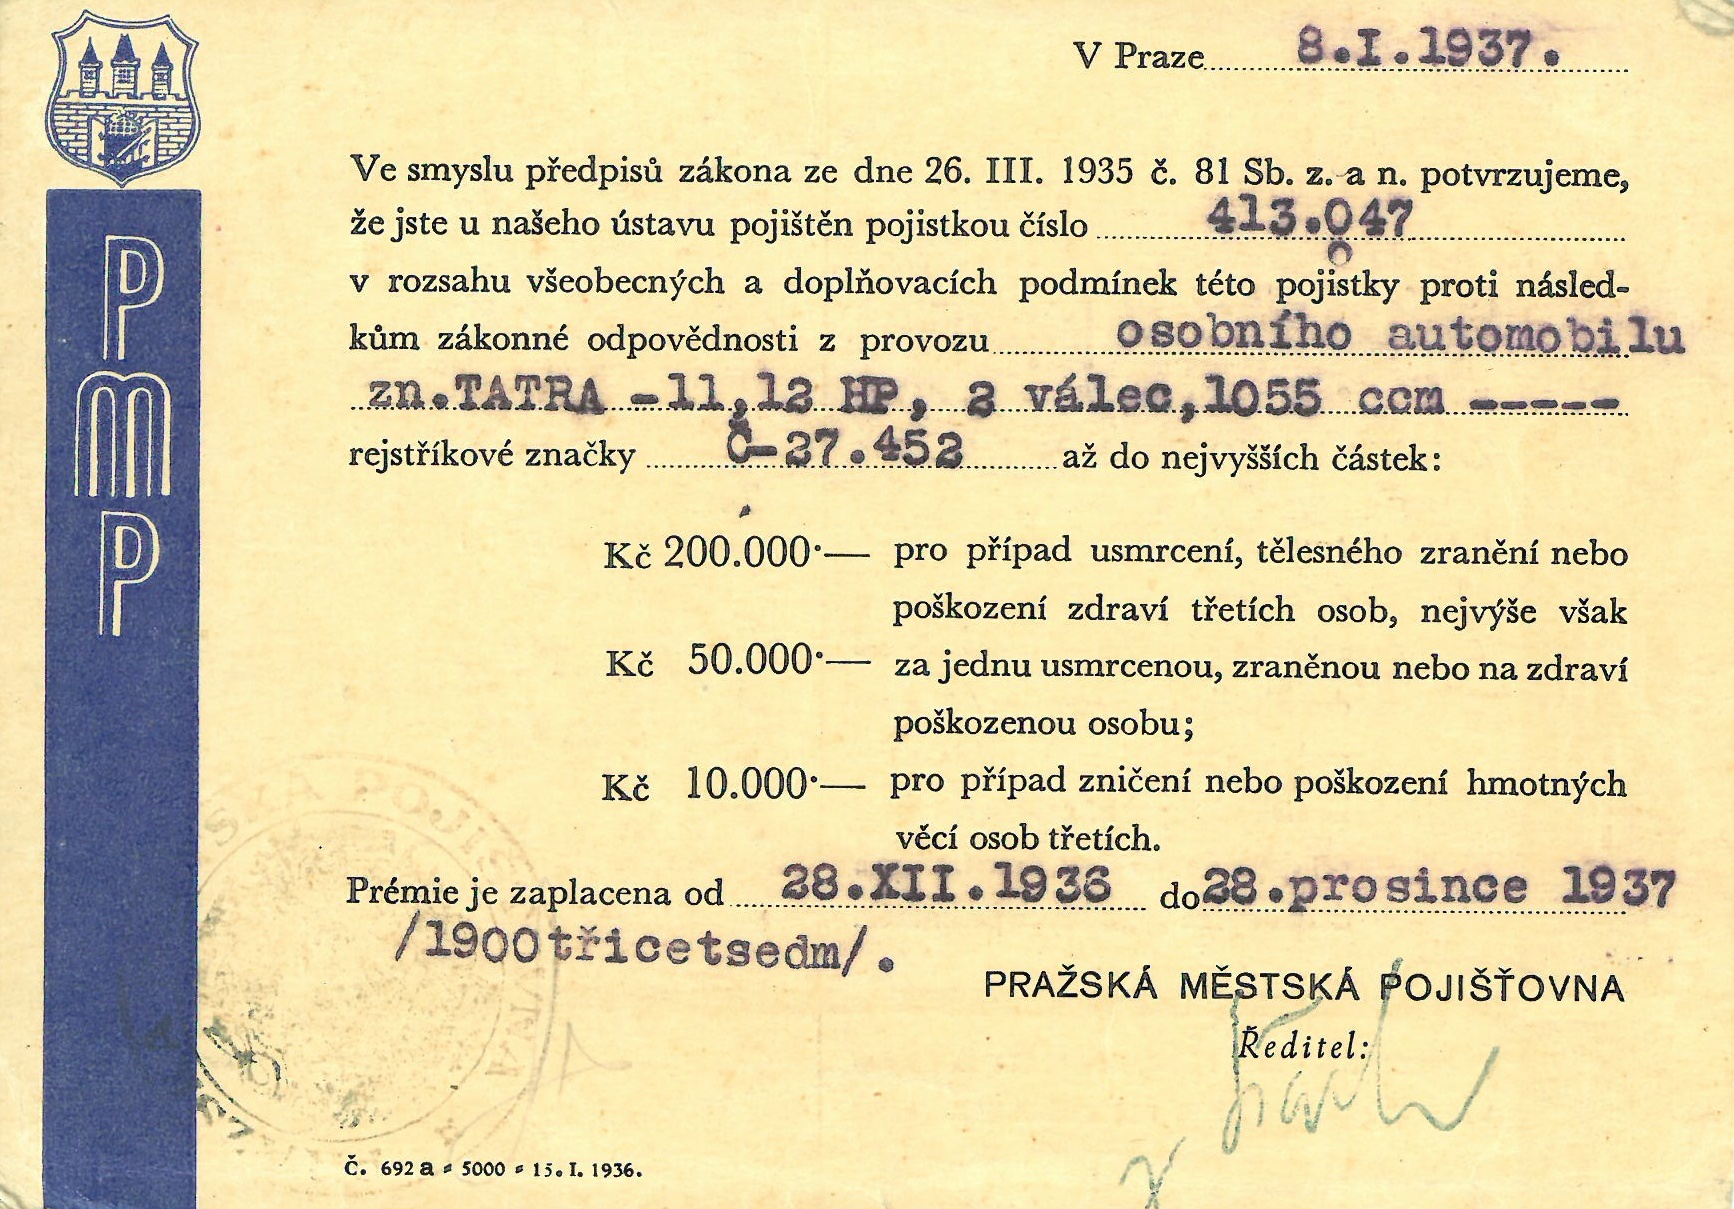 PMP
V Praze 8.I.1937.
Ve smyslu předpisů zákona ze dne 26. III. 1935 č. 81 Sb. z. a n. potvrzujeme,
že jste u našeho ústavu pojištěn pojistkou číslo 413.047
v rozsahu všeobecných a doplňovacích podmínek této pojistky proti násled-
kům zákonné odpovědnosti z provozu osobního automobilu
zn.TATRA -11,12 HP, 2 válec,1055 ccm -----
rejstříkové značky Č-27.452 až do nejvyšších částek:
Kč 200.000·— pro případ usmrcení, tělesného zranění nebo
poškození zdraví třetích osob, nejvýše však
Kč 50.000·— za jednu usmrcenou, zraněnou nebo na zdraví
poškozenou osobu;
Kč 10.000·— pro případ zničení nebo poškození hmotných
věcí osob třetích.
Prémie je zaplacena od 28.XII.1936 do 28.prosince 1937
/1900třicetsedm/.
PRAŽSKÁ MĚSTSKÁ POJIŠŤOVNA
Ředitel:
č. 692a - 5000 - 15. I. 1936.